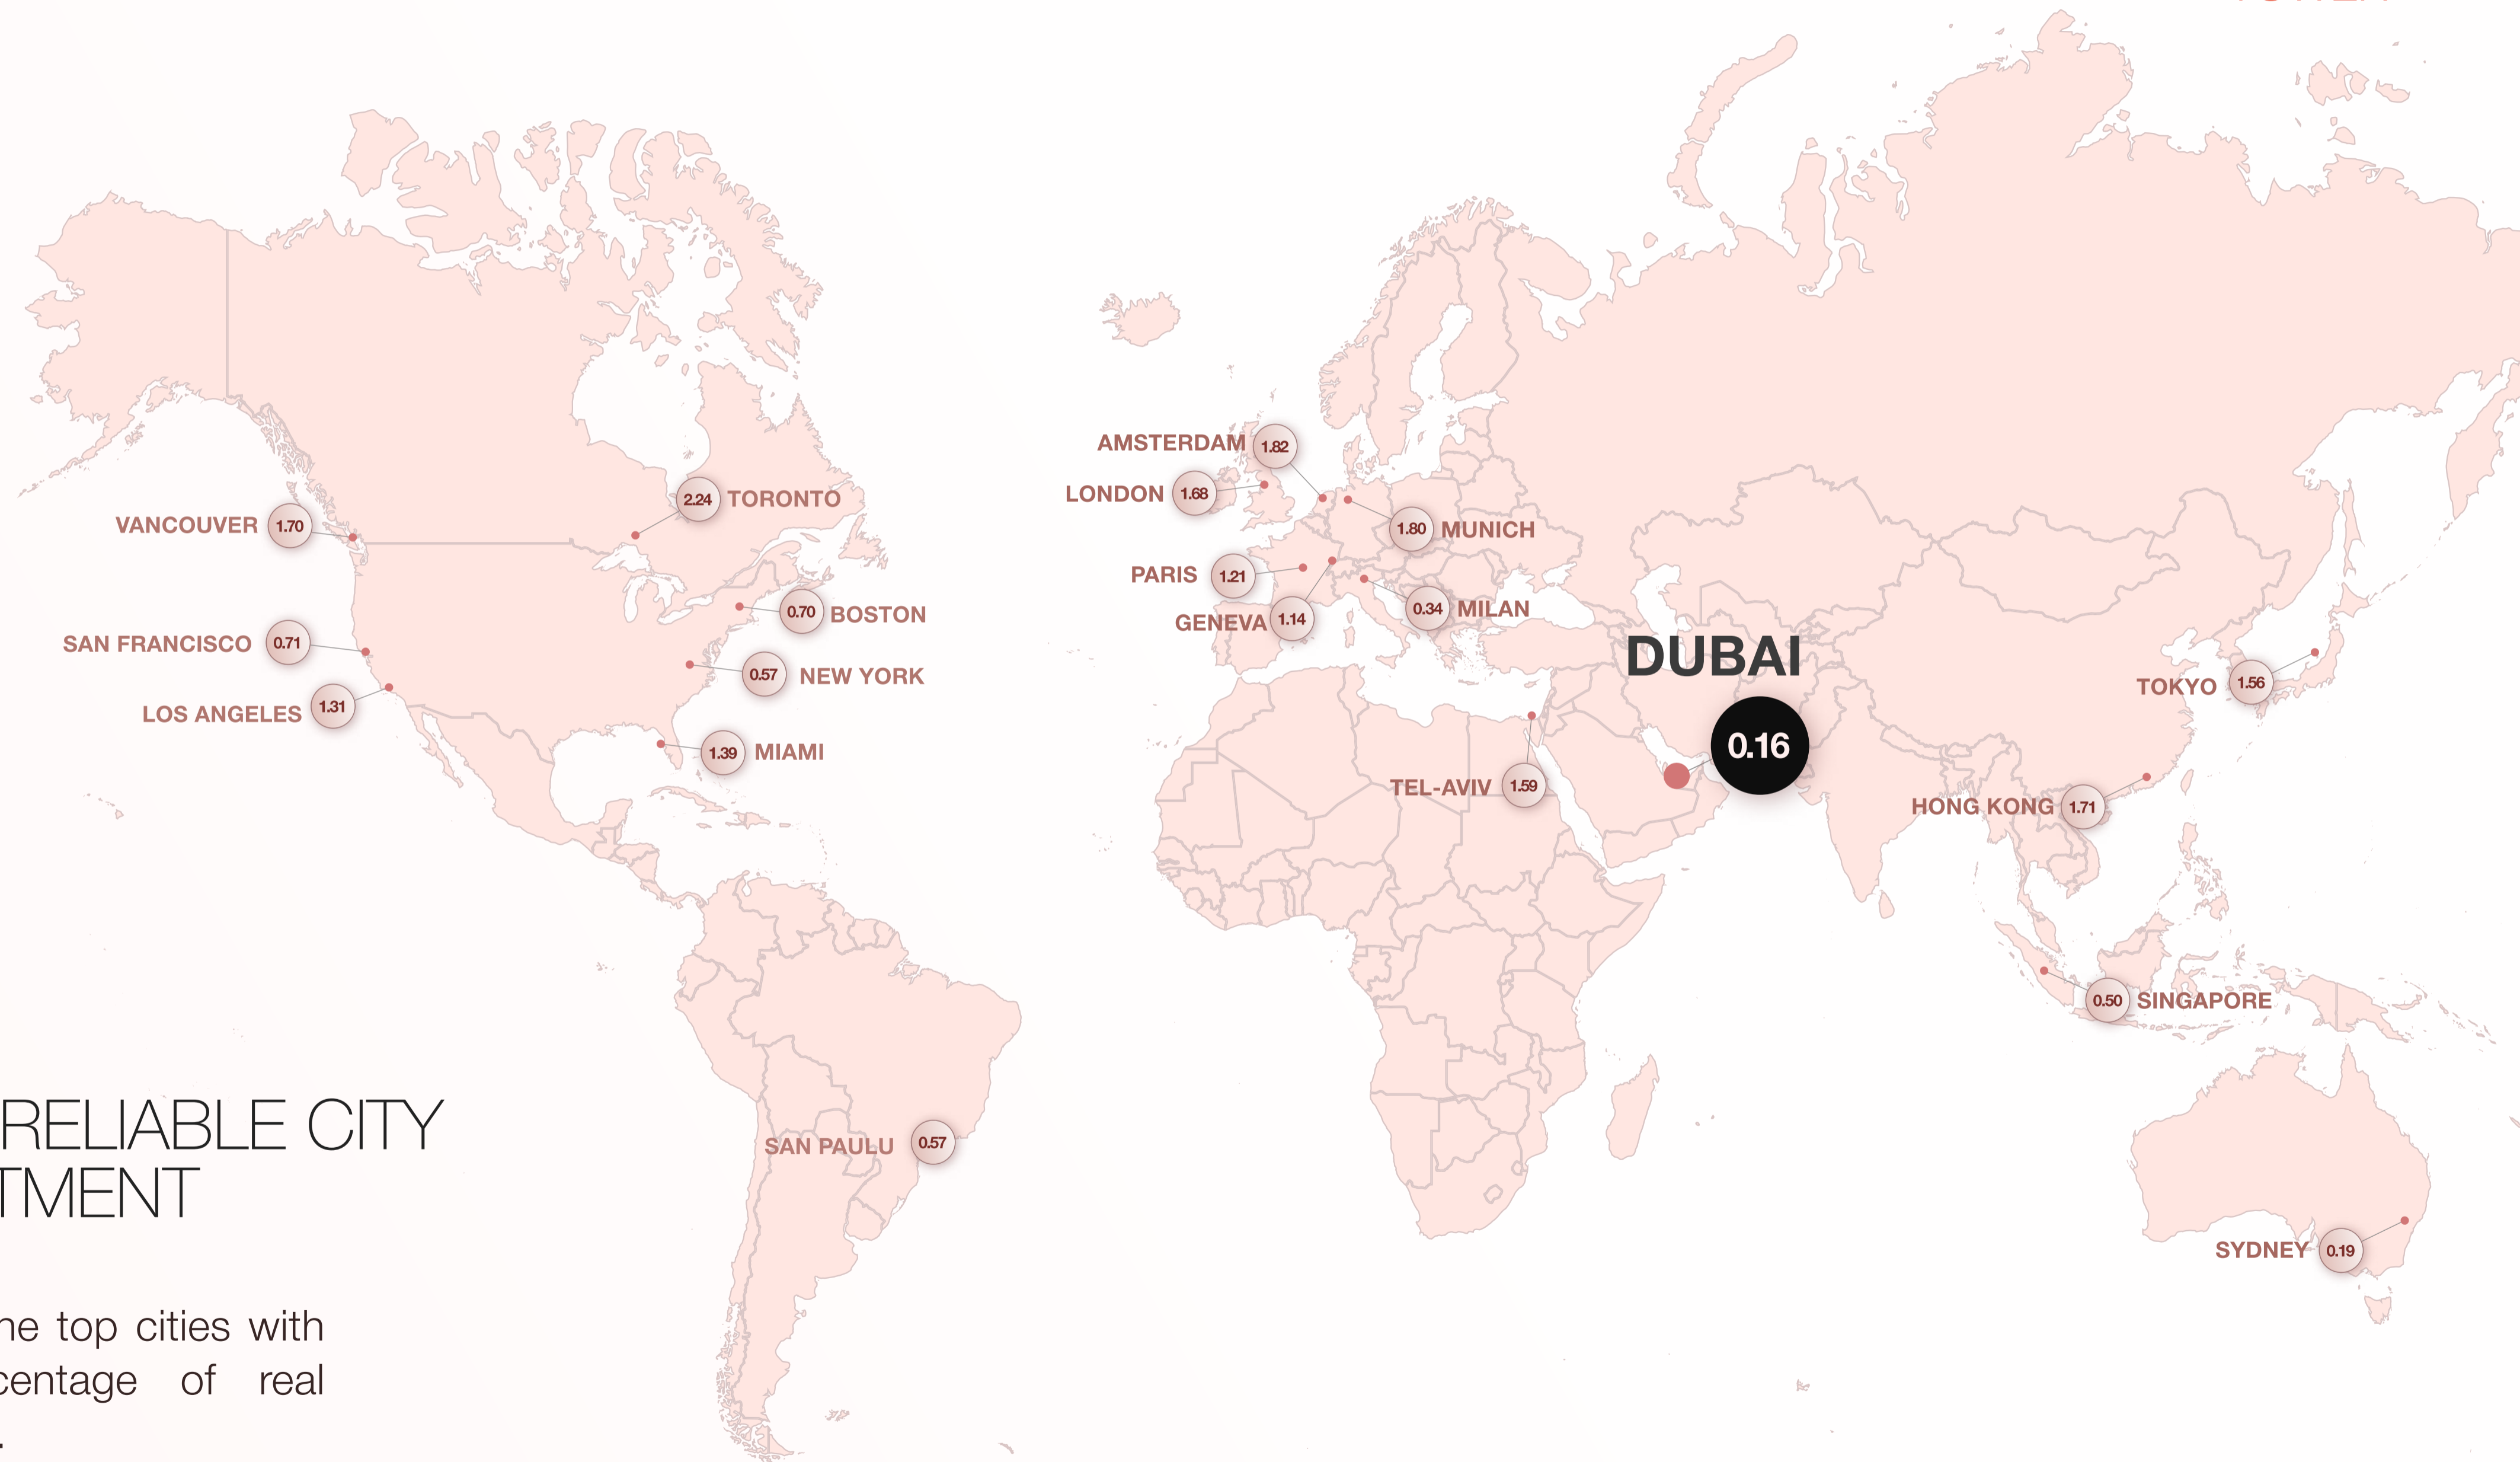 AMSTERDAM 1.82
LONDON 1.68
2.24 TORONTO
VANCOUVER 1.70
1.80 MUNICH
PARIS 1.21
0.70 BOSTON
GENEVA 1.14
0.34 MILAN
SAN FRANCISCO 0.71
0.57 NEW YORK
LOS ANGELES 1.31
1.39 MIAMI
DUBAI
0.16
TEL-AVIV 1.59
TOKYO 1.56
HONG KONG 1.71
0.50 SINGAPORE
SAN PAULU 0.57
SYDNEY 0.19
RELIABLE CITY
TMENT
he top cities with
centage of real
.